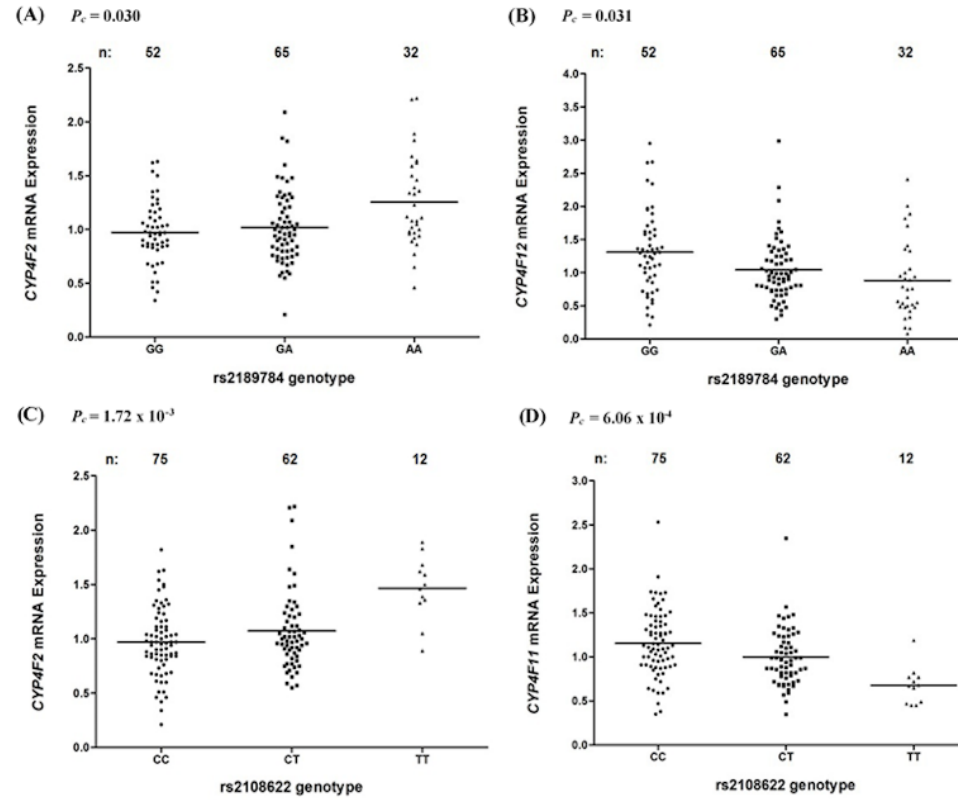 (A) Pc = 0.030
n: 52 65 32
2.5
2.0
1.5
1.0
0.5
0.0
CYP4F2 mRNA Expression
GG GA AA
rs2189784 genotype
(B) Pc = 0.031
n: 52 65 32
4.0
3.5
3.0
2.5
2.0
1.5
1.0
0.5
0.0
CYP4F12 mRNA Expression
GG GA AA
rs2189784 genotype
(C) Pc = 1.72 x 10⁻³
n: 75 62 12
2.5
2.0
1.5
1.0
0.5
0.0
CYP4F2 mRNA Expression
CC CT TT
rs2108622 genotype
(D) Pc = 6.06 x 10⁻⁴
n: 75 62 12
3.0
2.5
2.0
1.5
1.0
0.5
0.0
CYP4F11 mRNA Expression
CC CT TT
rs2108622 genotype